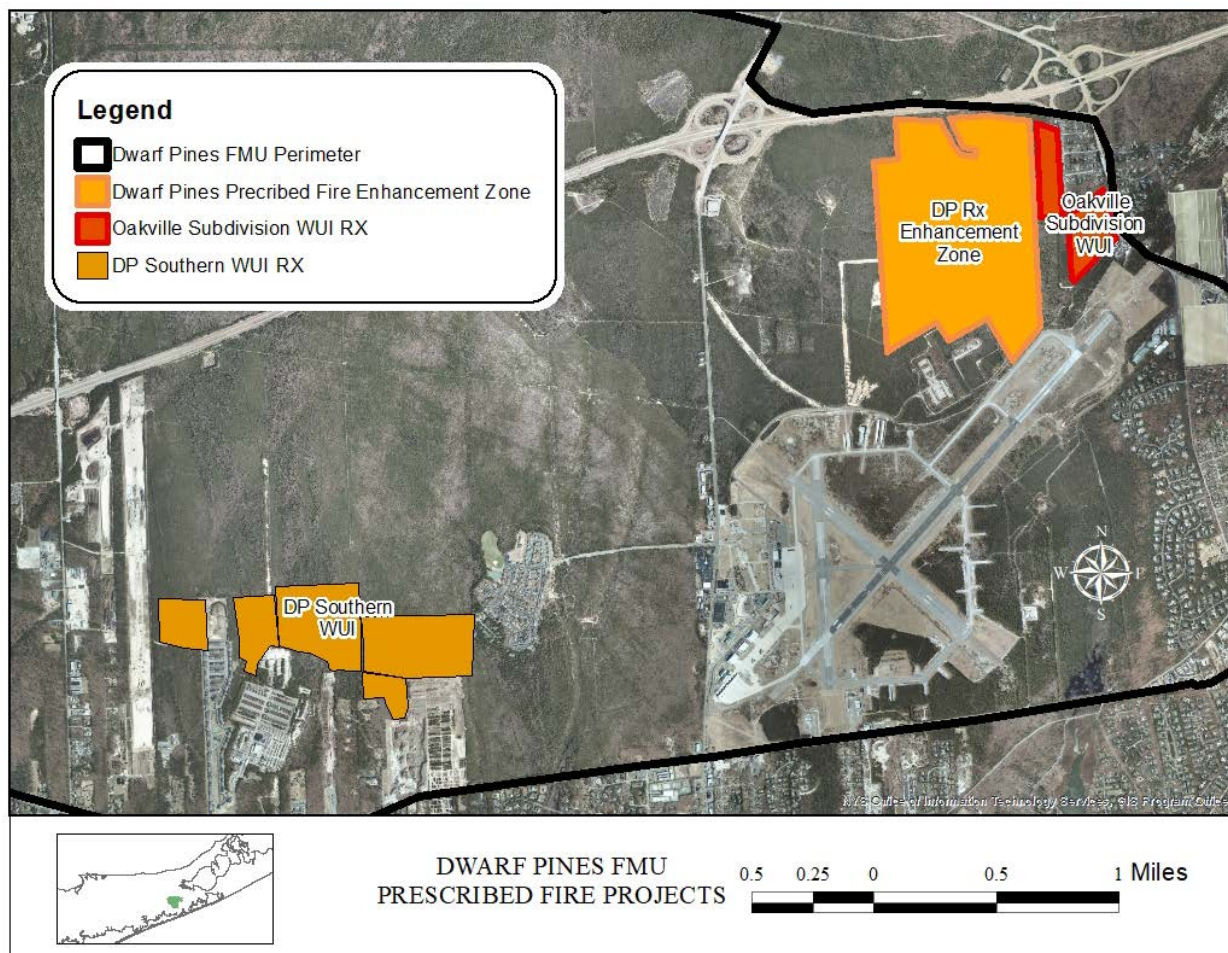 Legend
Dwarf Pines FMU Perimeter
Dwarf Pines Precribed Fire Enhancement Zone
Oakville Subdivision WUI RX
DP Southern WUI RX
DP Rx
Enhancement
Zone
Oakville
Subdivision
WUI
DP Southern
WUI
N
W E
S
NYS Office of Information Technology Services, GIS Program Office
DWARF PINES FMU
PRESCRIBED FIRE PROJECTS
0.5 0.25 0 0.5 1 Miles